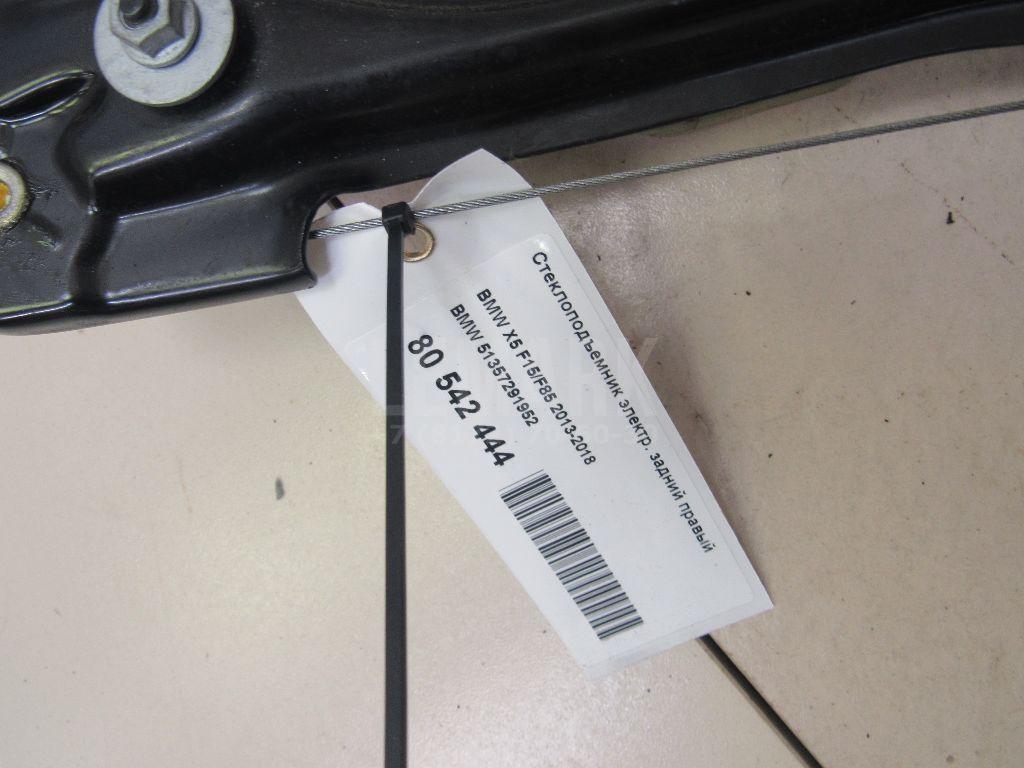 Стеклоподъемник электр. задний правый
BMW X5 F15/F85 2013-2018
BMW 51357291952
80 542 444